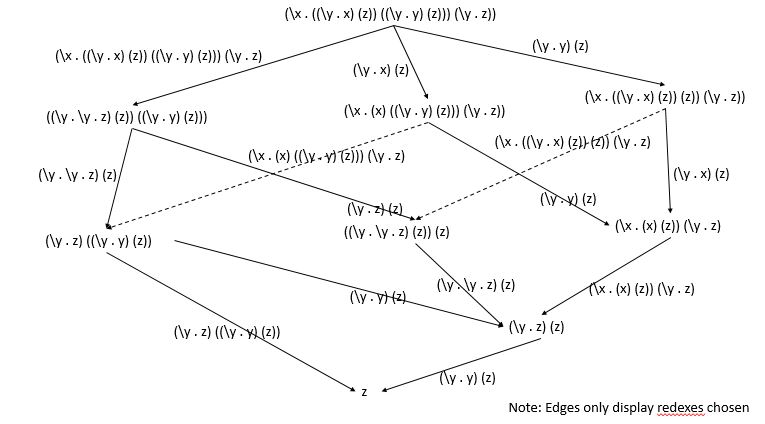 (\x . ((\y . x) (z)) ((\y . y) (z))) (\y . z))
(\y . y) (z)
(\x . ((\y . x) (z)) ((\y . y) (z))) (\y . z)
(\y . x) (z)
(\x . ((\y . x) (z)) (z)) (\y . z))
((\y . \y . z) (z)) ((\y . y) (z)))
(\x . (x) ((\y . y) (z))) (\y . z))
(\x . ((\y . x) (z)) (z)) (\y . z)
(\x . (x) ((\y . y) (z))) (\y . z)
(\y . \y . z) (z)
(\y . x) (z)
(\y . y) (z)
(\y . z) (z)
(\x . (x) (z)) (\y . z)
((\y . \y . z) (z)) (z)
(\y . z) ((\y . y) (z))
(\y . \y . z) (z)
(\x . (x) (z)) (\y . z)
(\y . y) (z)
(\y . z) (z)
(\y . z) ((\y . y) (z))
(\y . y) (z)
z
Note: Edges only display redexes chosen